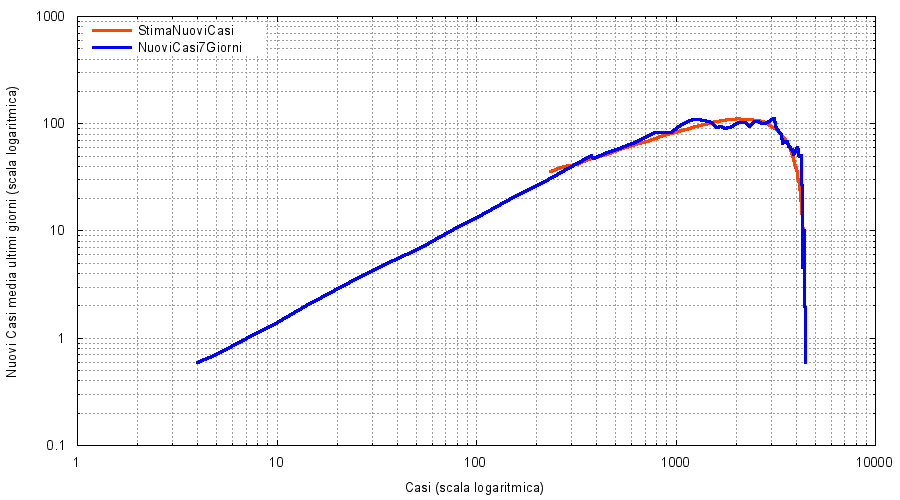 1000
100
10
1
0.1
StimaNuoviCasi
NuoviCasi7Giorni
Nuovi Casi media ultimi giorni (scala logaritmica)
1 10 100 1000 10000
Casi (scala logaritmica)